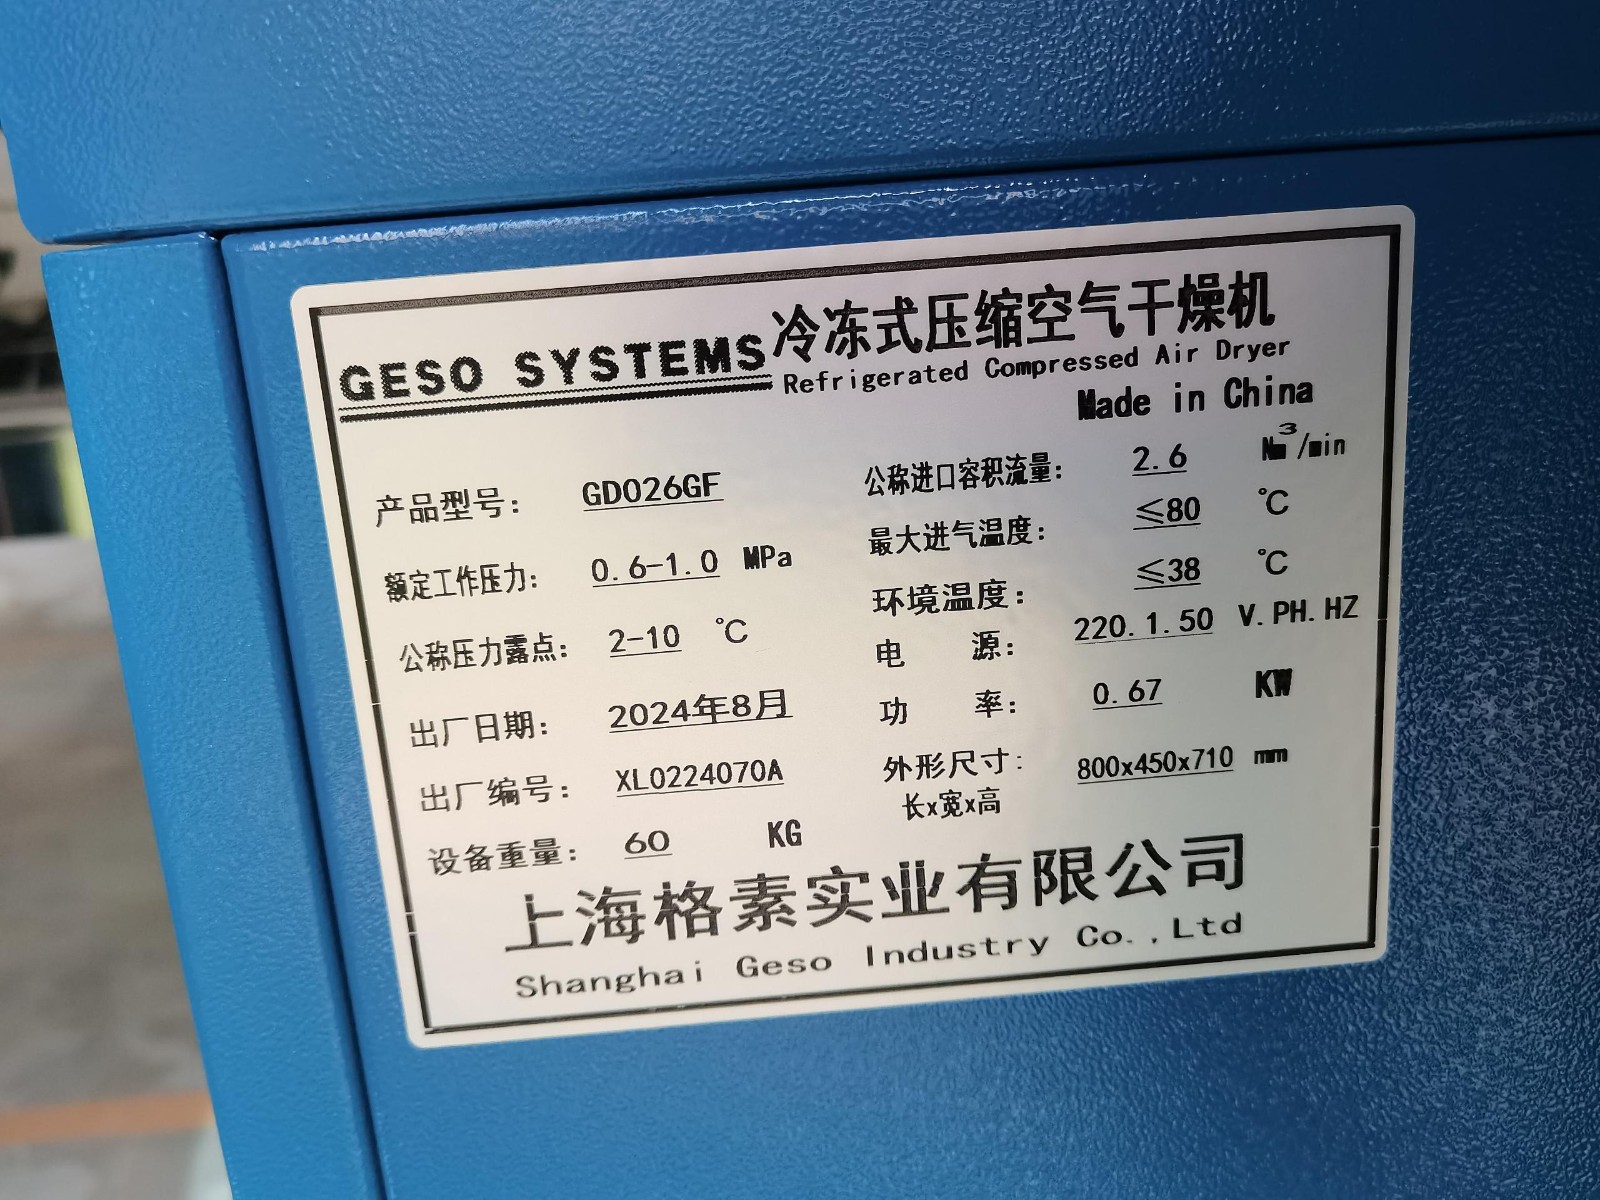 GESO SYSTEMS 冷冻式压缩空气干燥机
Refrigerated Compressed Air Dryer
Made in China
产品型号: GD026GF
额定工作压力: 0.6-1.0 MPa
公称压力露点: 2-10 ℃
出厂日期: 2024年8月
出厂编号: XL0224070A
设备重量: 60 KG
公称进口容积流量: 2.6 Nm³/min
最大进气温度: ≤80 ℃
环境温度: ≤38 ℃
电 源: 220.1.50 V.PH.HZ
功 率: 0.67 KW
外形尺寸: 800x450x710 mm
长x宽x高
上海格素实业有限公司
Shanghai Geso Industry Co.,Ltd